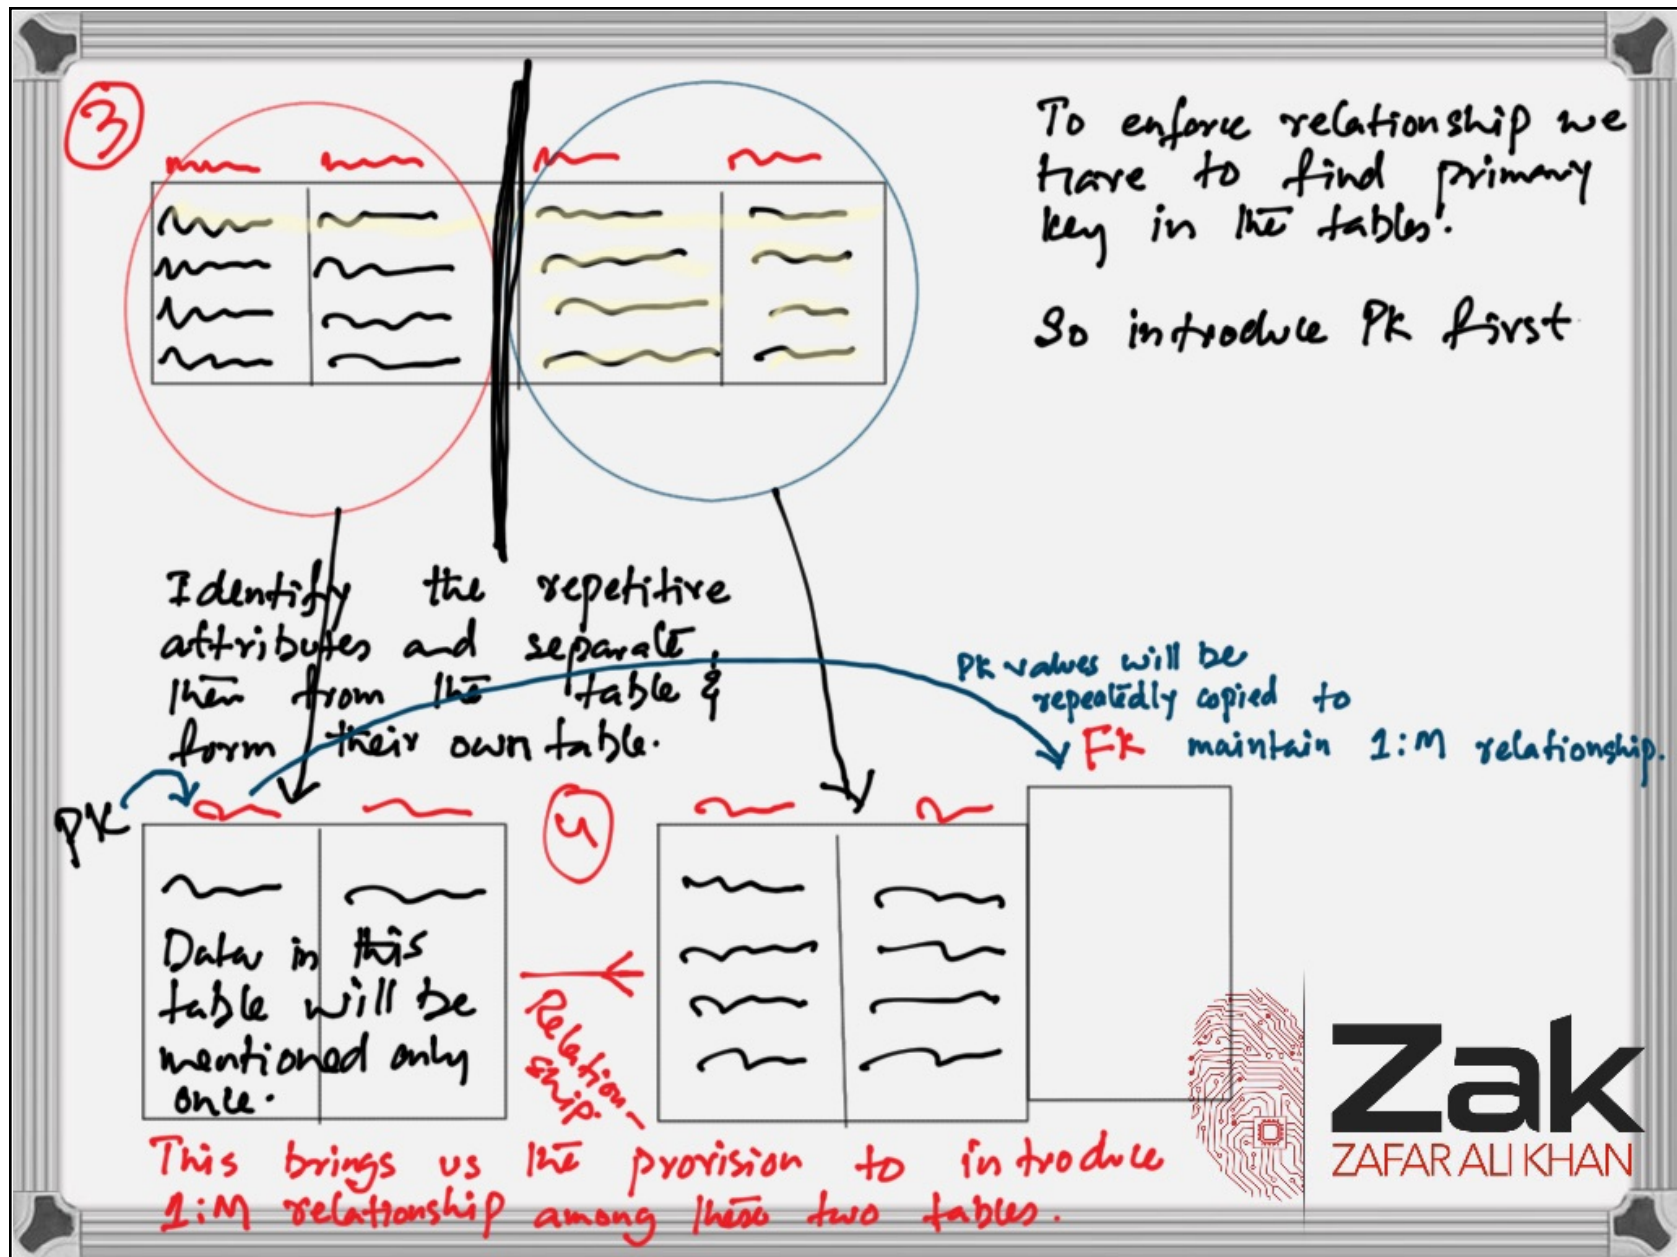 3
To enforce relationship we
have to find primary
key in the tables.
So introduce PK first
Identify the repetitive
attributes and separate
then from the table &
form their own table.
PK values will be
repeatedly copied to
FK maintain 1:M relationship.
PK
4
Data in this
table will be
mentioned only
once.
Relation-
ship.
This brings us the provision to introduce
1:M relationship among these two tables.
Zak
ZAFAR ALI KHAN